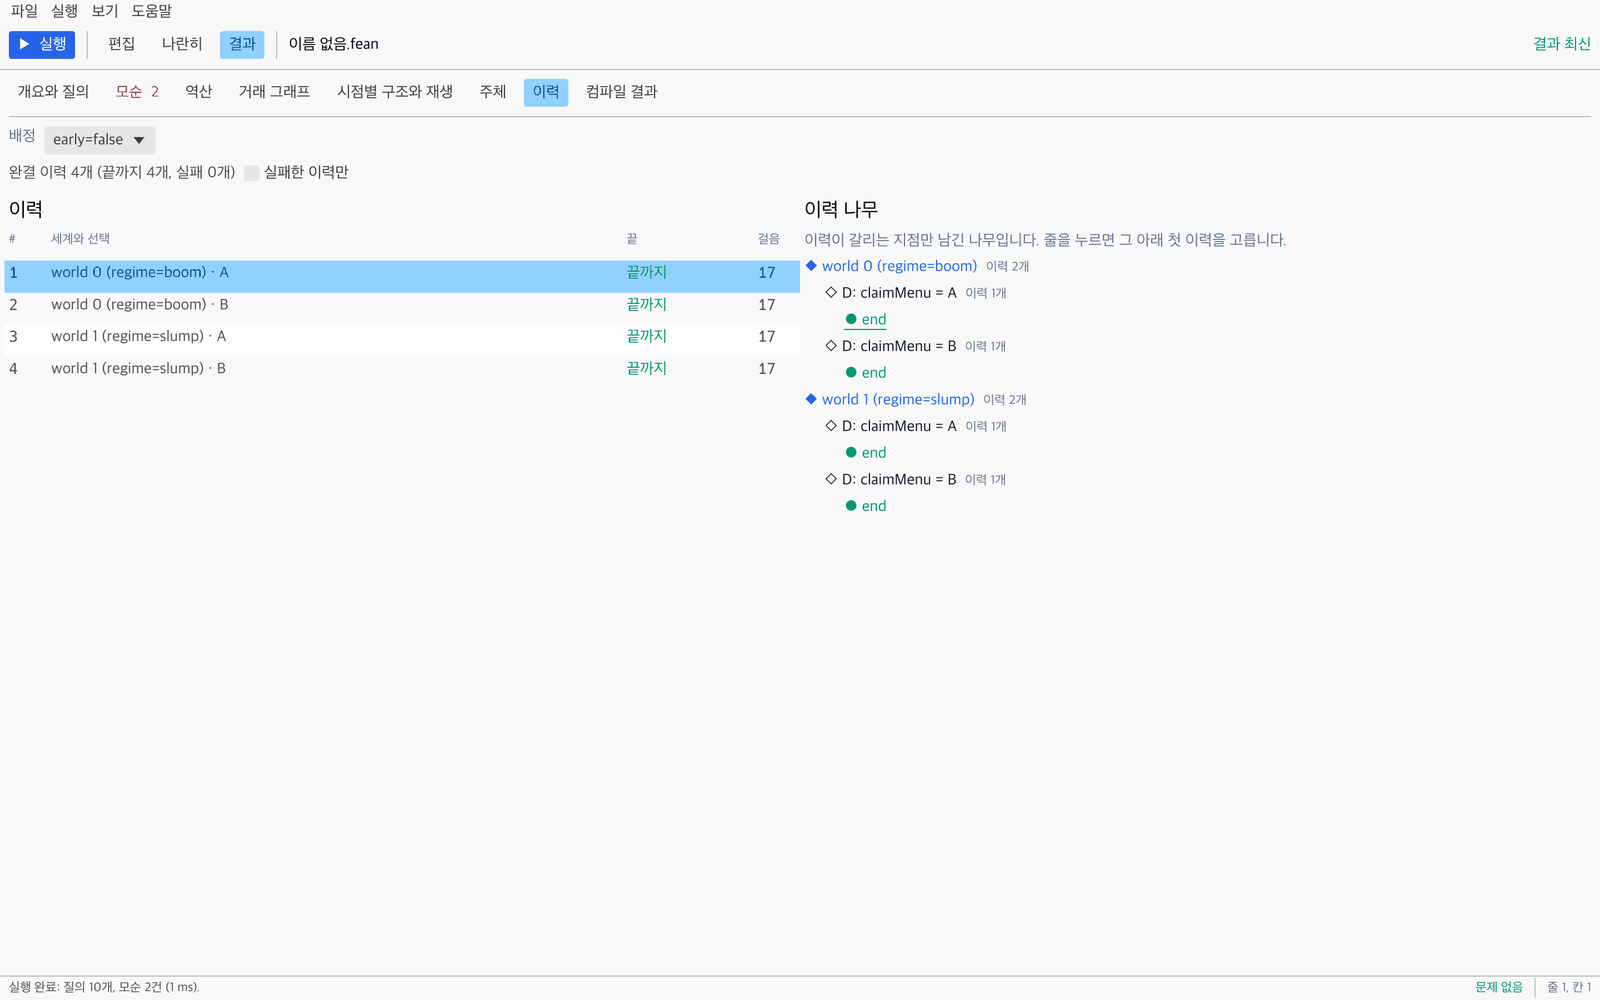 파일 실행 보기 도움말
▶ 실행 편집 나란히 결과 이름 없음.fean 결과 최신
개요와 질의 모순 2 역산 거래 그래프 시점별 구조와 재생 주체 이력 컴파일 결과
배정 early=false ▼
완결 이력 4개 (끝까지 4개, 실패 0개) 실패한 이력만
이력
# 세계와 선택 끝 걸음
1 world 0 (regime=boom) · A 끝까지 17
2 world 0 (regime=boom) · B 끝까지 17
3 world 1 (regime=slump) · A 끝까지 17
4 world 1 (regime=slump) · B 끝까지 17
이력 나무
이력이 갈리는 지점만 남긴 나무입니다. 줄을 누르면 그 아래 첫 이력을 고릅니다.
◆ world 0 (regime=boom) 이력 2개
◇ D: claimMenu = A 이력 1개
● end
◇ D: claimMenu = B 이력 1개
● end
◆ world 1 (regime=slump) 이력 2개
◇ D: claimMenu = A 이력 1개
● end
◇ D: claimMenu = B 이력 1개
● end
실행 완료: 질의 10개, 모순 2건 (1 ms). 문제 없음 줄 1, 칸 1